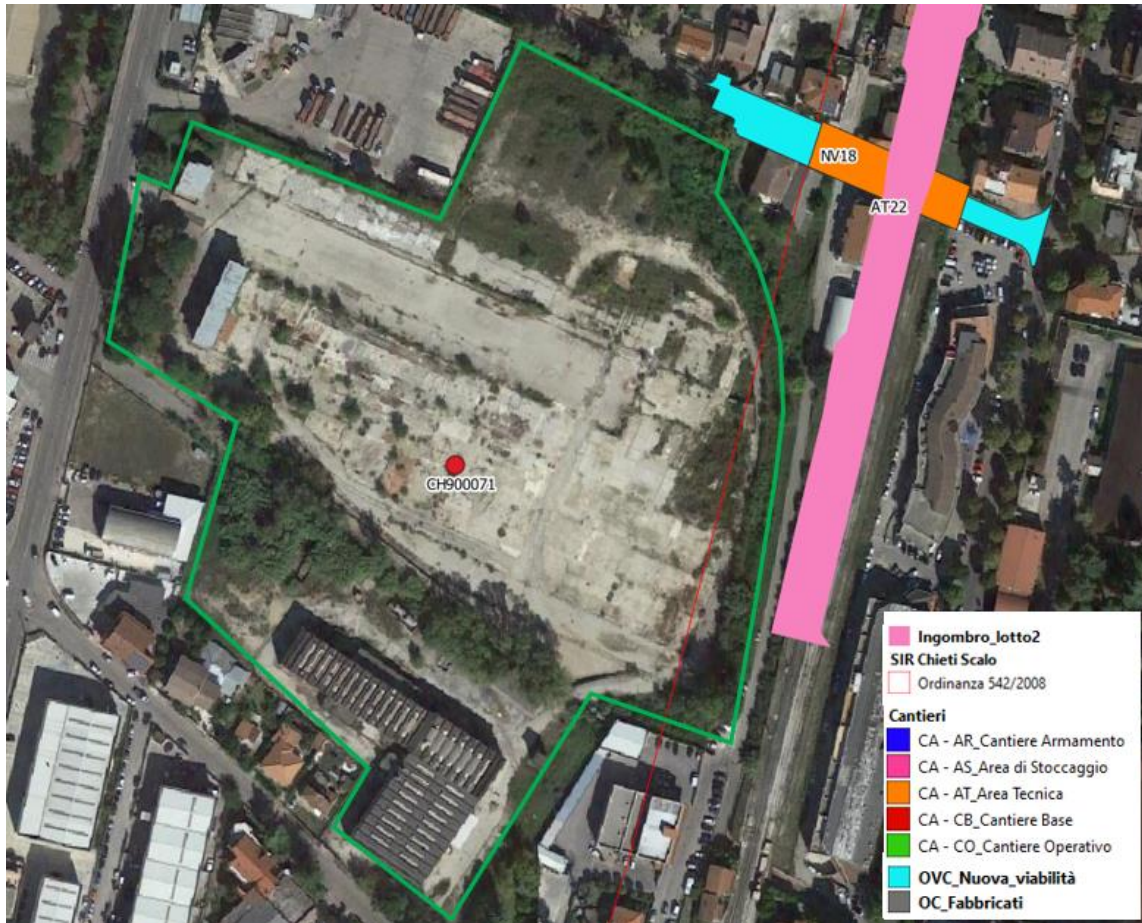 NV18
AT22
CH900071
Ingombro_lotto2
SIR Chieti Scalo
Ordinanza 542/2008
Cantieri
CA - AR_Cantiere Armamento
CA - AS_Area di Stoccaggio
CA - AT_Area Tecnica
CA - CB_Cantiere Base
CA - CO_Cantiere Operativo
OVC_Nuova_viabilità
OC_Fabbricati